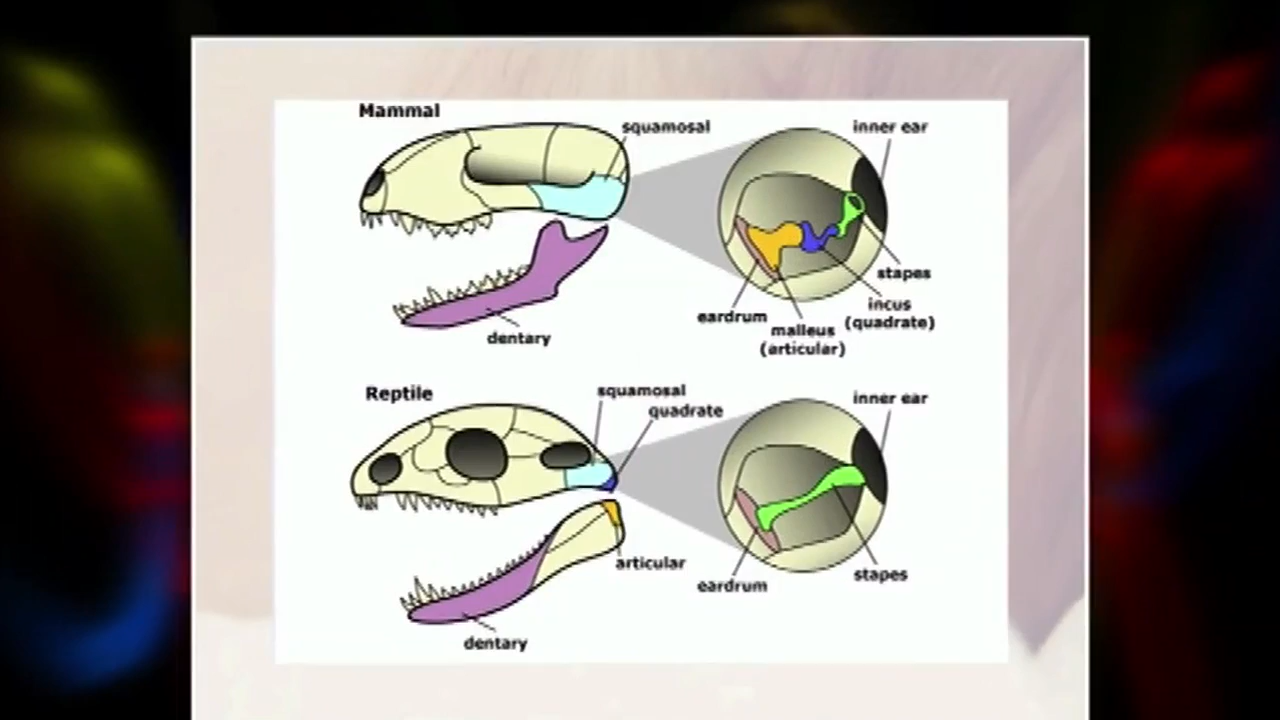 Mammal
squamosal
inner ear
stapes
incus
(quadrate)
eardrum
malleus
(articular)
dentary
Reptile
squamosal
quadrate
inner ear
articular
eardrum
stapes
dentary